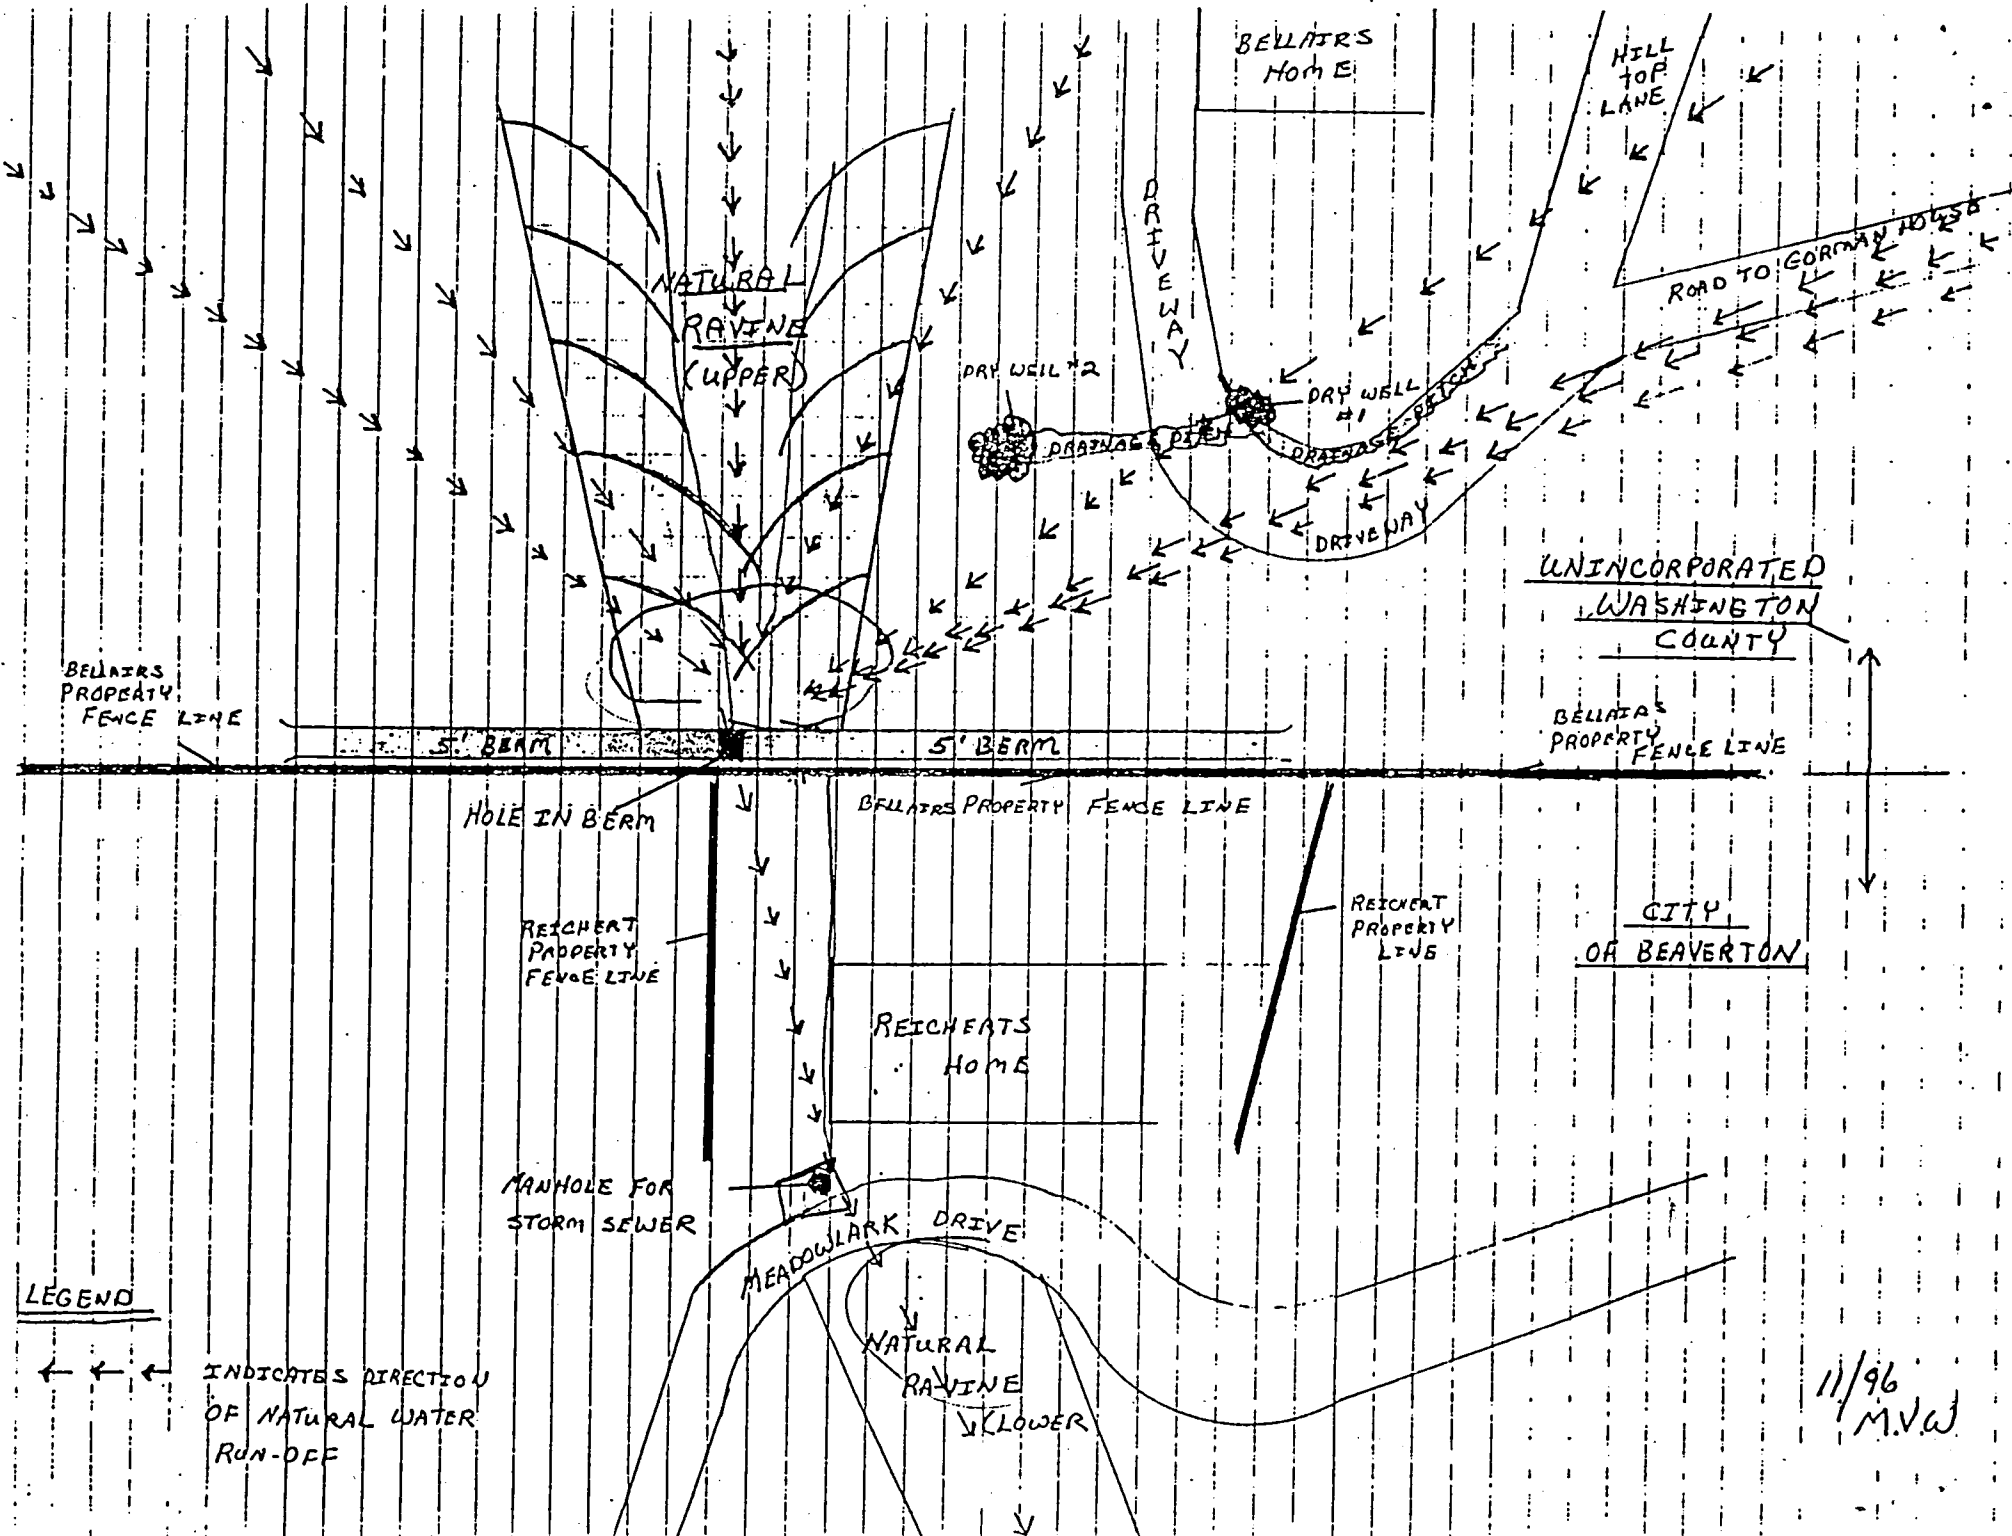 BELLAIRS
HOME
HILL
TOP
LANE
DRIVEWAY
NATURAL
RAVINE
(UPPER)
ROAD TO GORMAN HOUSE
DRY WELL #2
DRY WELL
#1
DRAINAGE DITCH
DRAINAGE DITCH
DRIVEWAY
UNINCORPORATED
WASHINGTON
COUNTY
BELLAIRS
PROPERTY
FENCE LINE
5' BERM
5' BERM
BELLAIRS
PROPERTY
FENCE LINE
HOLE IN BERM
BELLAIRS PROPERTY FENCE LINE
REICHERT
PROPERTY
FENCE LINE
REICHERT
PROPERTY
LINE
CITY
OF BEAVERTON
REICHERTS
HOME
MANHOLE FOR
STORM SEWER
MEADOWLARK DRIVE
NATURAL
RAVINE
(LOWER
LEGEND
INDICATES DIRECTION
OF NATURAL WATER
RUN-OFF
11/96
M.V.W